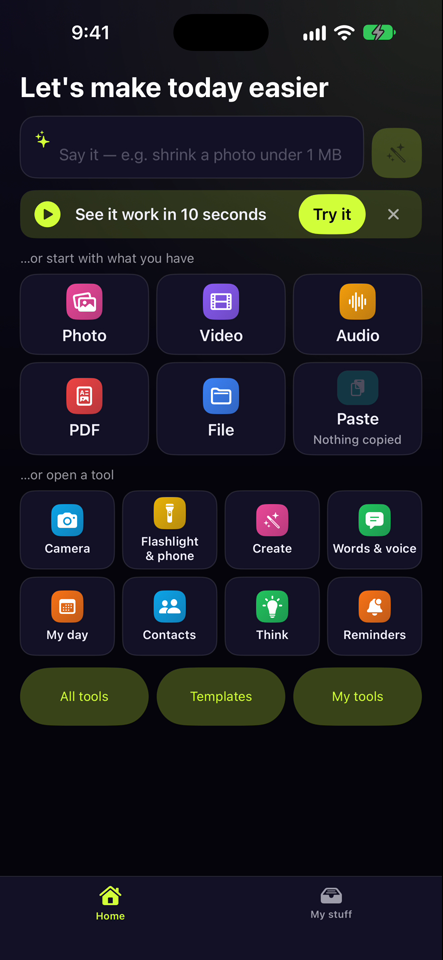 9:41
Let's make today easier
Say it — e.g. shrink a photo under 1 MB
See it work in 10 seconds
Try it
...or start with what you have
Photo
Video
Audio
PDF
File
Paste
Nothing copied
...or open a tool
Camera
Flashlight
& phone
Create
Words & voice
My day
Contacts
Think
Reminders
All tools
Templates
My tools
Home
My stuff